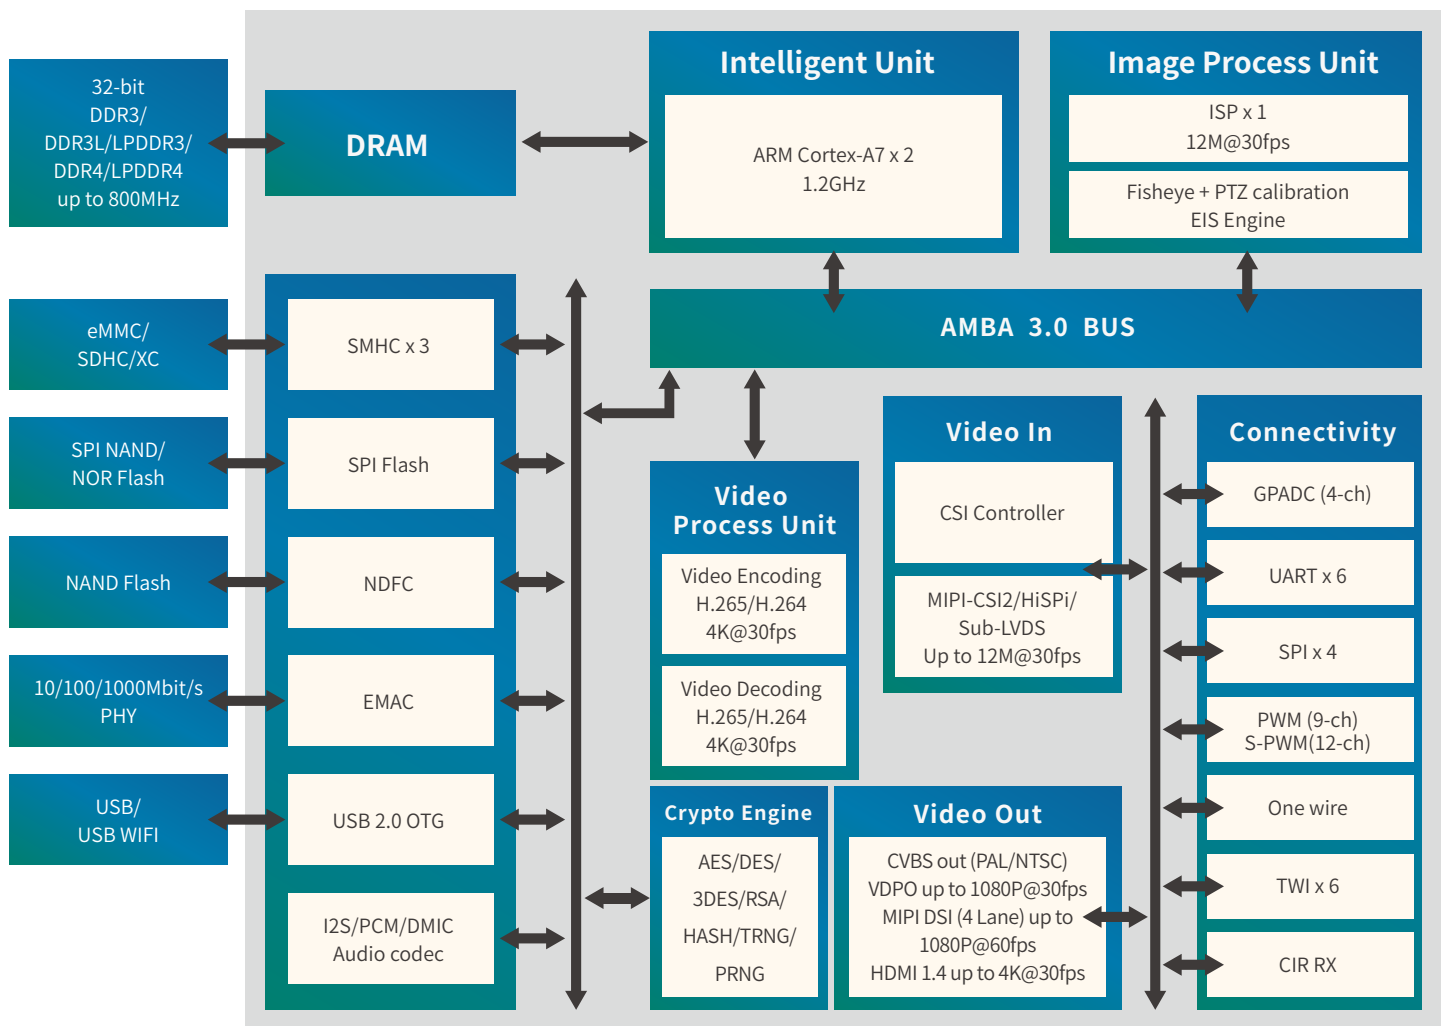 32-bit
DDR3/
DDR3L/LPDDR3/
DDR4/LPDDR4
up to 800MHz
DRAM
Intelligent Unit
ARM Cortex-A7 x 2
1.2GHz
Image Process Unit
ISP x 1
12M@30fps
Fisheye + PTZ calibration
EIS Engine
AMBA 3.0 BUS
eMMC/
SDHC/XC
SMHC x 3
SPI NAND/
NOR Flash
SPI Flash
NAND Flash
NDFC
10/100/1000Mbit/s
PHY
EMAC
USB/
USB WIFI
USB 2.0 OTG
I2S/PCM/DMIC
Audio codec
Video
Process Unit
Video Encoding
H.265/H.264
4K@30fps
Video Decoding
H.265/H.264
4K@30fps
Video In
CSI Controller
MIPI-CSI2/HiSPi/
Sub-LVDS
Up to 12M@30fps
Crypto Engine
AES/DES/
3DES/RSA/
HASH/TRNG/
PRNG
Video Out
CVBS out (PAL/NTSC)
VDPO up to 1080P@30fps
MIPI DSI (4 Lane) up to
1080P@60fps
HDMI 1.4 up to 4K@30fps
Connectivity
GPADC (4-ch)
UART x 6
SPI x 4
PWM (9-ch)
S-PWM(12-ch)
One wire
TWI x 6
CIR RX